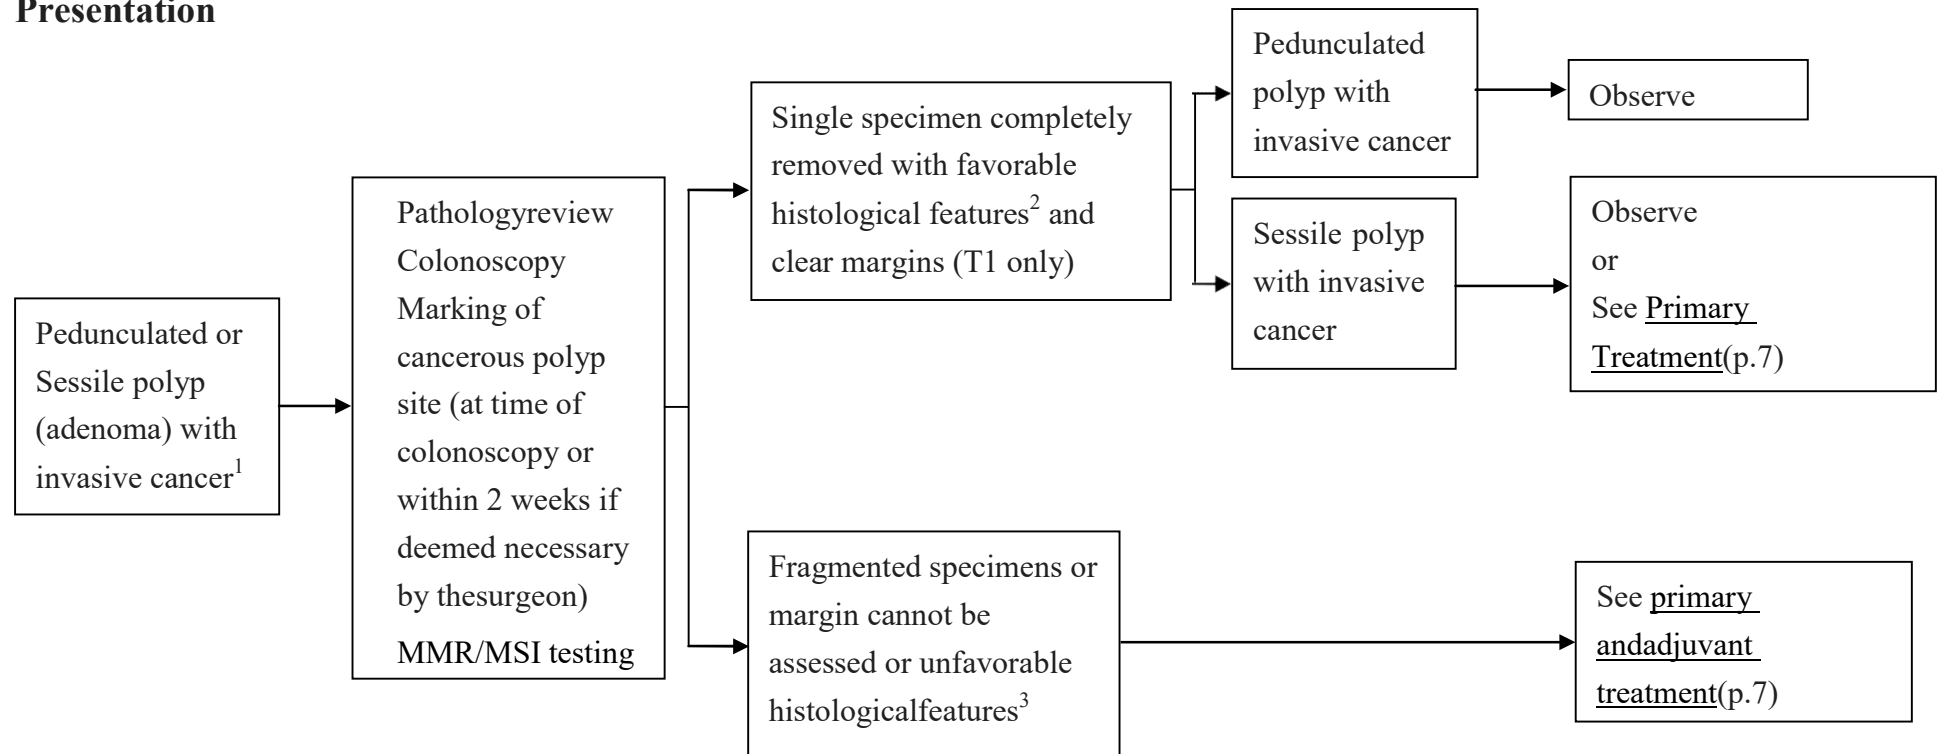 Presentation
Pedunculated or
Sessile polyp
(adenoma) with
invasive cancer1
Pathologyreview
Colonoscopy
Marking of
cancerous polyp
site (at time of
colonoscopy or
within 2 weeks if
deemed necessary
by thesurgeon)
MMR/MSI testing
Single specimen completely
removed with favorable
histological features2 and
clear margins (T1 only)
Pedunculated
polyp with
invasive cancer
Observe
Sessile polyp
with invasive
cancer
Observe
or
See Primary
Treatment(p.7)
Fragmented specimens or
margin cannot be
assessed or unfavorable
histologicalfeatures3
See primary
andadjuvant
treatment(p.7)